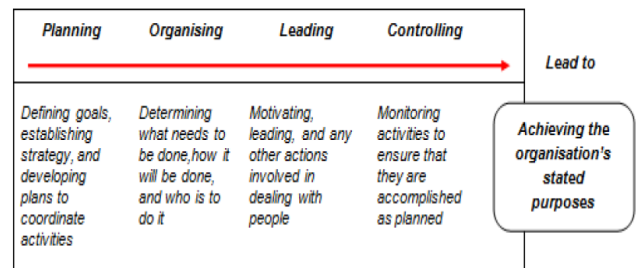 Planning Organising Leading Controlling
Lead to
Defining goals,
establishing
strategy, and
developing
plans to
coordinate
activities
Determining
what needs to
be done,how it
will be done,
and who is to
do it
Motivating,
leading, and any
other actions
involved in
dealing with
people
Monitoring
activities to
ensure that
they are
accomplished
as planned
Achieving the
organisation's
stated
purposes